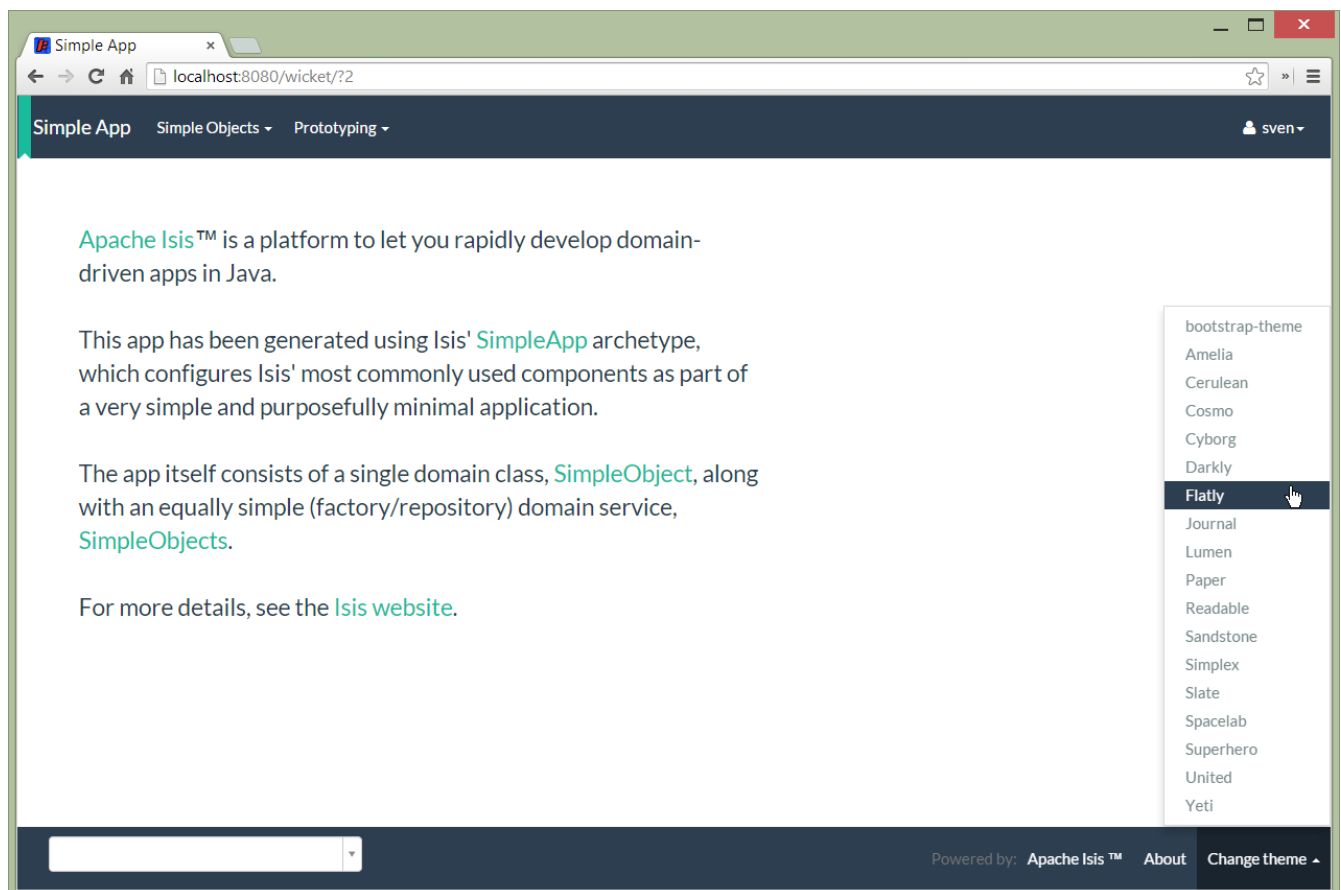 Simple App
localhost:8080/wicket/?2
Simple App Simple Objects Prototyping sven
Apache Isis™ is a platform to let you rapidly develop domain-
driven apps in Java.
This app has been generated using Isis' SimpleApp archetype,
which configures Isis' most commonly used components as part of
a very simple and purposefully minimal application.
The app itself consists of a single domain class, SimpleObject, along
with an equally simple (factory/repository) domain service,
SimpleObjects.
For more details, see the Isis website.
bootstrap-theme
Amelia
Cerulean
Cosmo
Cyborg
Darkly
Flatly
Journal
Lumen
Paper
Readable
Sandstone
Simplex
Slate
Spacelab
Superhero
United
Yeti
Powered by: Apache Isis ™ About Change theme